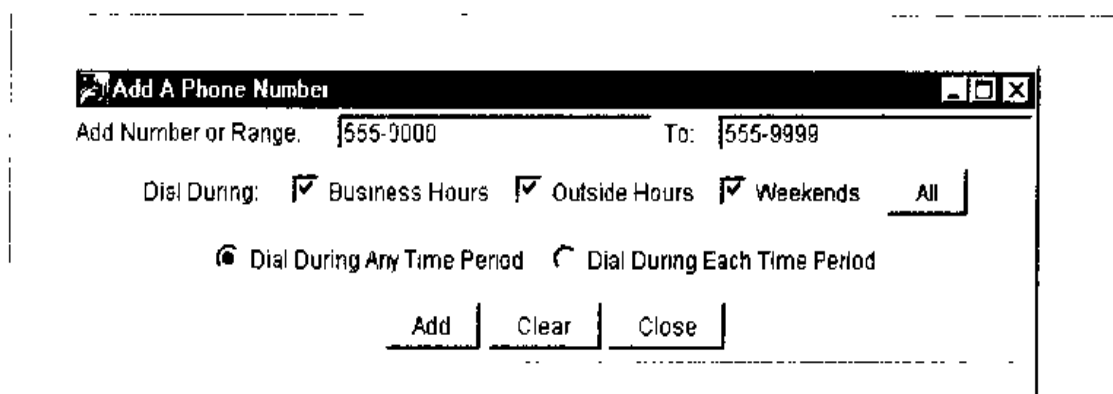 Add A Phone Number
Add Number or Range: 555-0000 To: 555-9999
Dial During: Business Hours Outside Hours Weekends All
Dial During Any Time Period Dial During Each Time Period
Add Clear Close